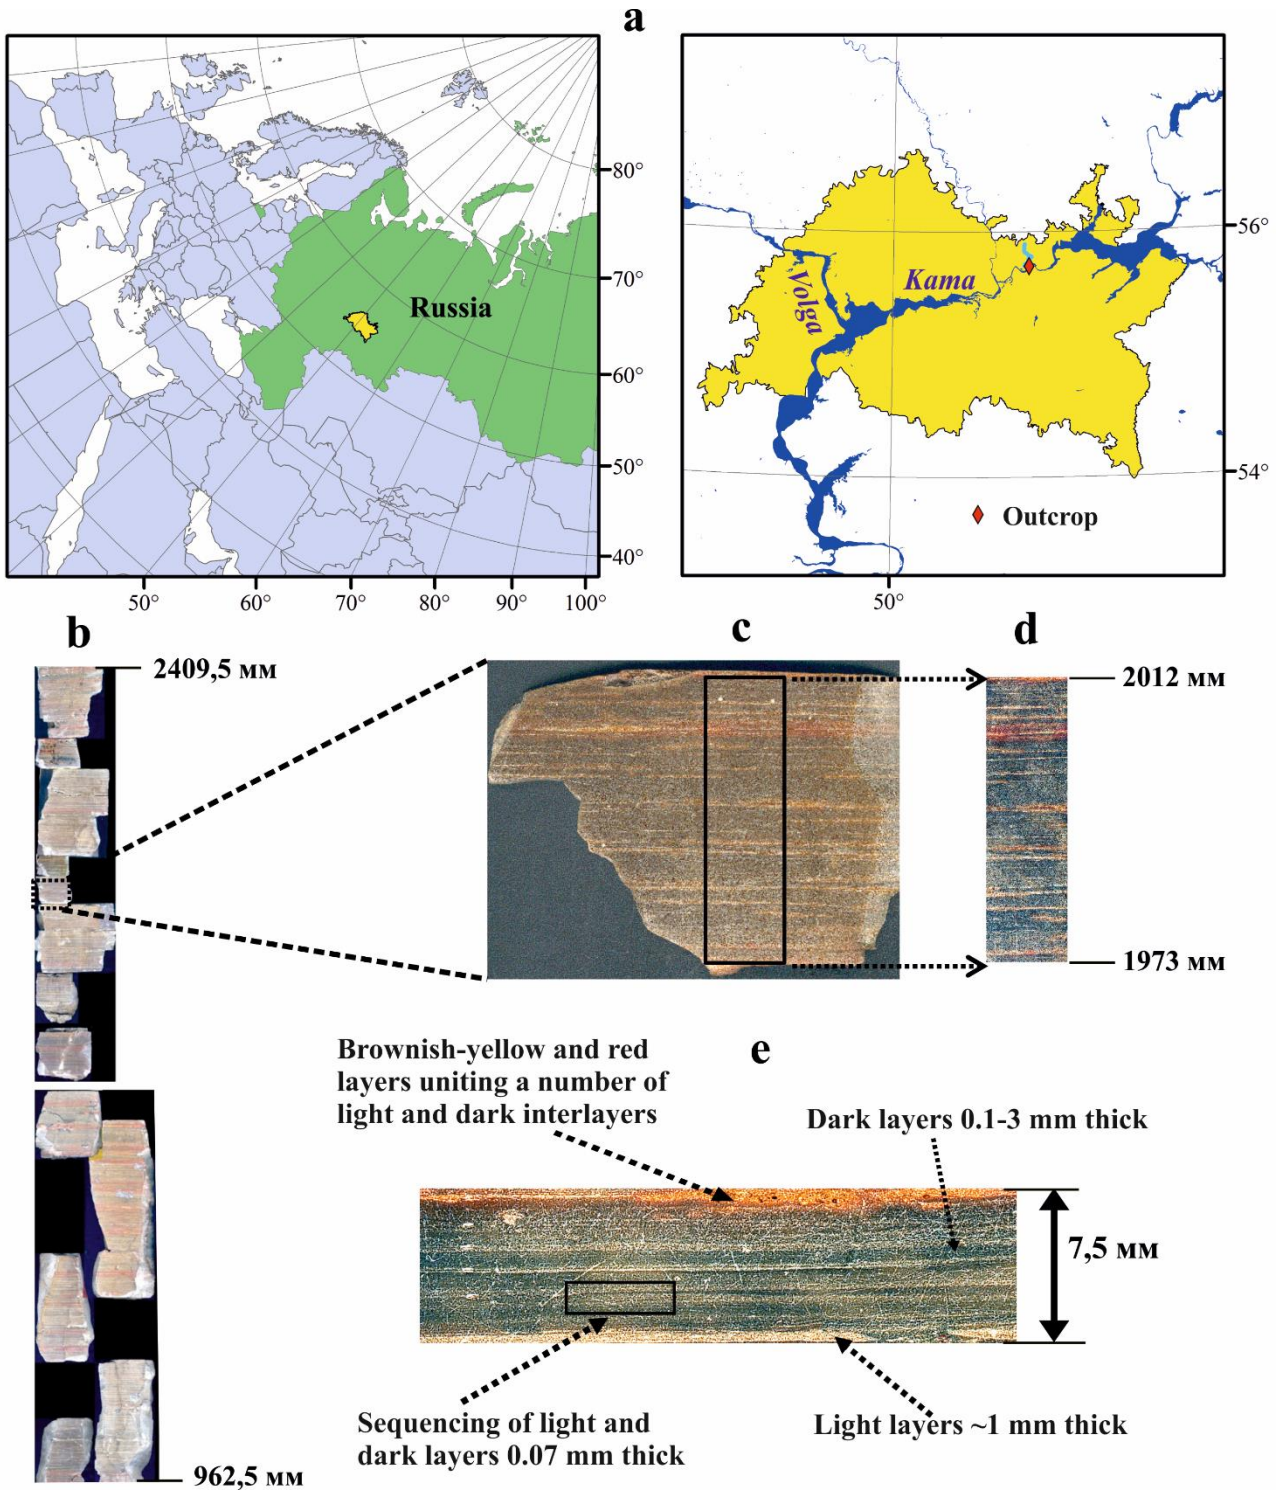 a
Russia
80°
70°
60°
50°
40°
50°
60°
70°
80°
90°
100°
Volga
Kama
56°
54°
50°
Outcrop
b
2409,5 мм
962,5 мм
c
d
2012 мм
1973 мм
e
Brownish-yellow and red
layers uniting a number of
light and dark interlayers
Dark layers 0.1-3 mm thick
7,5 мм
Sequencing of light and
dark layers 0.07 mm thick
Light layers ~1 mm thick